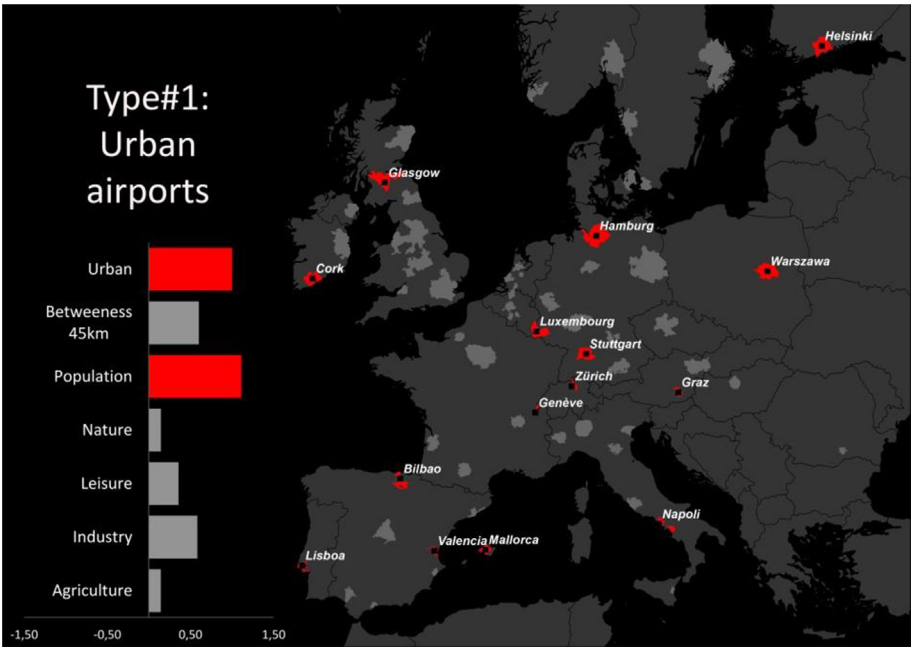 Type#1:
Urban
airports
Urban
Betweeness
45km
Population
Nature
Leisure
Industry
Agriculture
-1,50
-0,50
0,50
1,50
Helsinki
Glasgow
Hamburg
Cork
Warszawa
Luxembourg
Stuttgart
Zürich
Graz
Genève
Bilbao
Napoli
Valencia
Mallorca
Lisboa